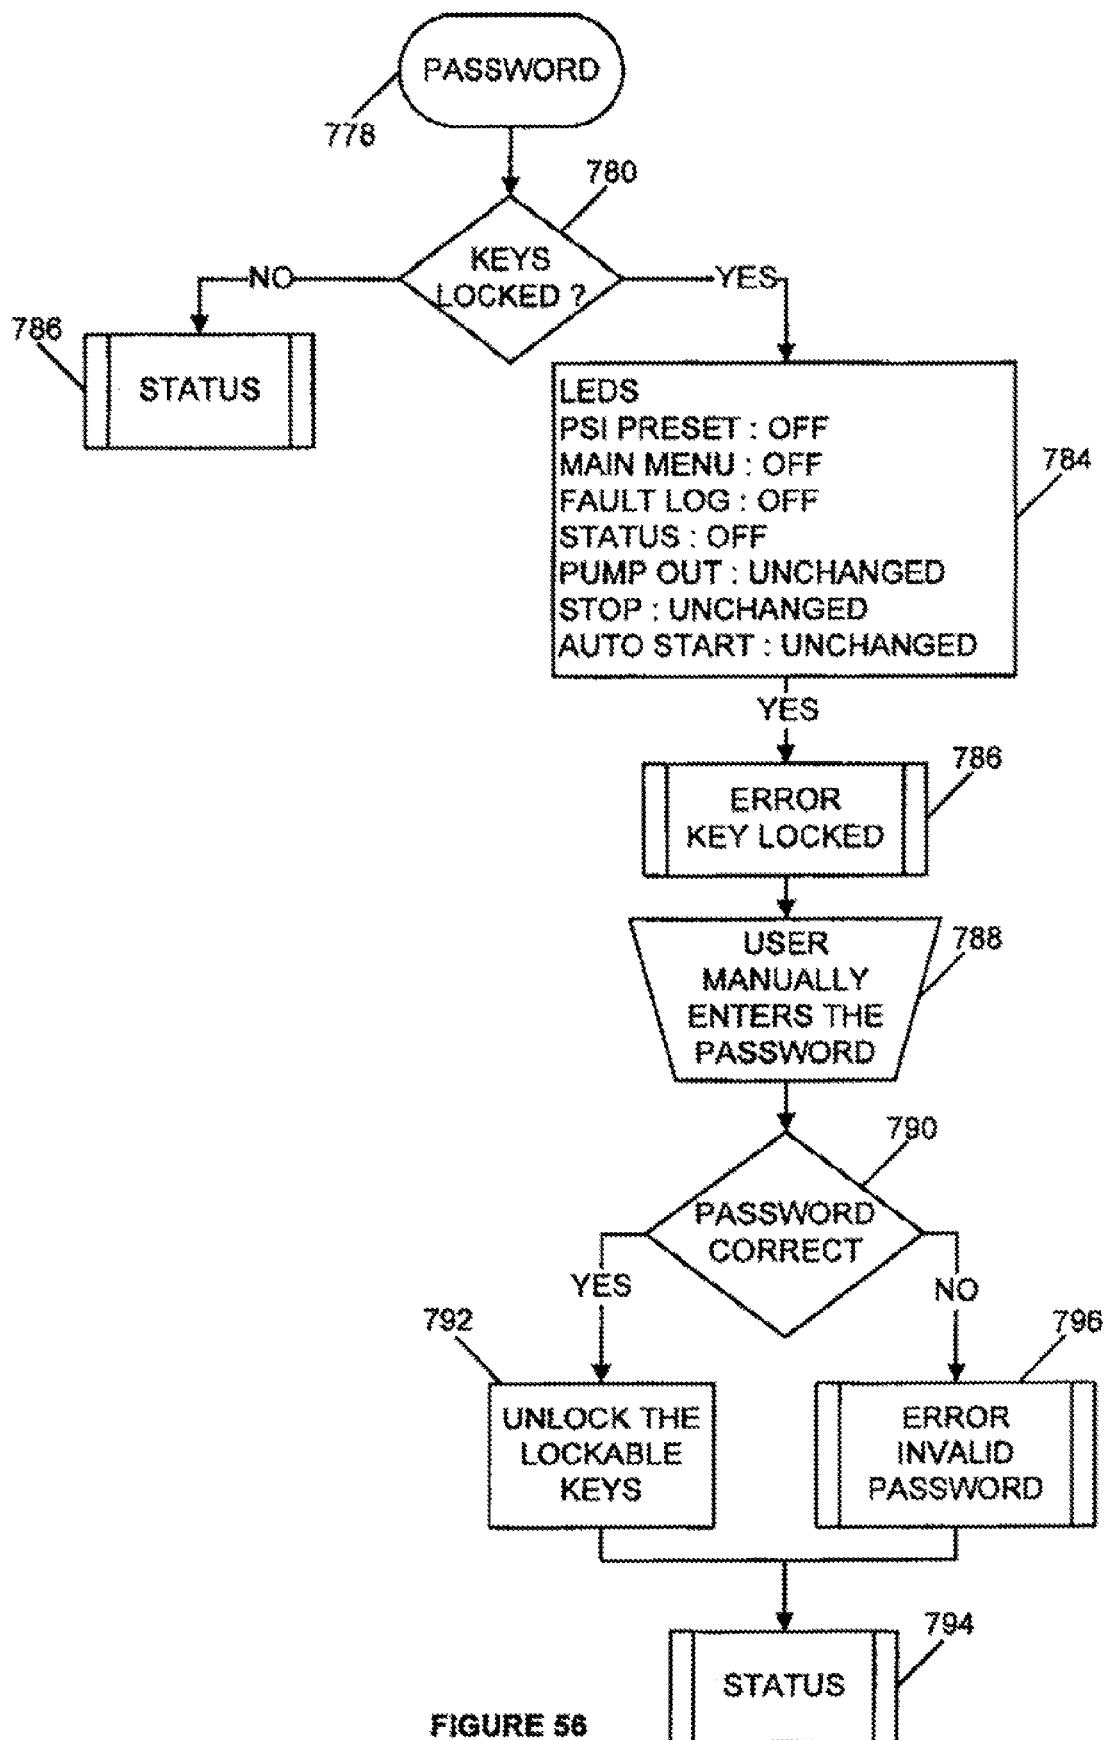 PASSWORD
778
780
KEYS
LOCKED ?
NO
YES
786
STATUS
LEDS
PSI PRESET : OFF
MAIN MENU : OFF
FAULT LOG : OFF
STATUS : OFF
PUMP OUT : UNCHANGED
STOP : UNCHANGED
AUTO START : UNCHANGED
784
YES
786
ERROR
KEY LOCKED
788
USER
MANUALLY
ENTERS THE
PASSWORD
790
PASSWORD
CORRECT
YES
NO
792
796
UNLOCK THE
LOCKABLE
KEYS
ERROR
INVALID
PASSWORD
794
STATUS
FIGURE 56